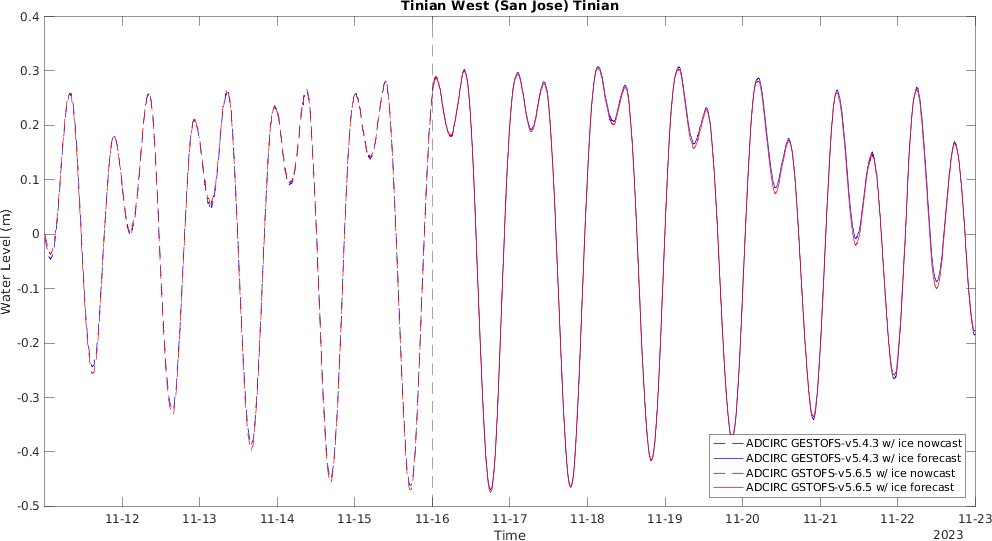 Tinian West (San Jose) Tinian
0.4
0.3
0.2
0.1
0
-0.1
-0.2
-0.3
-0.4
-0.5
Water Level (m)
ADCIRC GESTOFS-v5.4.3 w/ ice nowcast
ADCIRC GESTOFS-v5.4.3 w/ ice forecast
ADCIRC GSTOFS-v5.6.5 w/ ice nowcast
ADCIRC GSTOFS-v5.6.5 w/ ice forecast
11-12 11-13 11-14 11-15 11-16 11-17 11-18 11-19 11-20 11-21 11-22 11-23
Time
2023